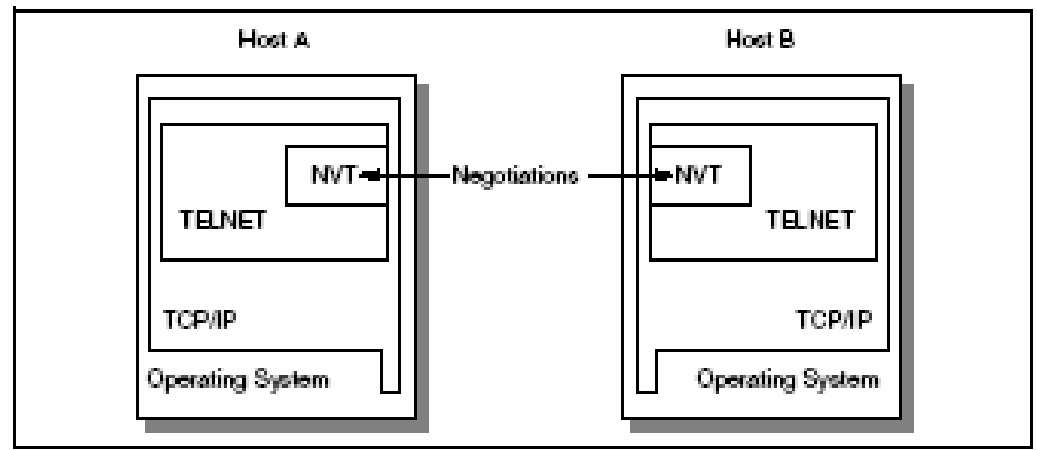 Host A
Host B
NVT
Negotiations
NVT
TELNET
TELNET
TCP/IP
TCP/IP
Operating System
Operating System